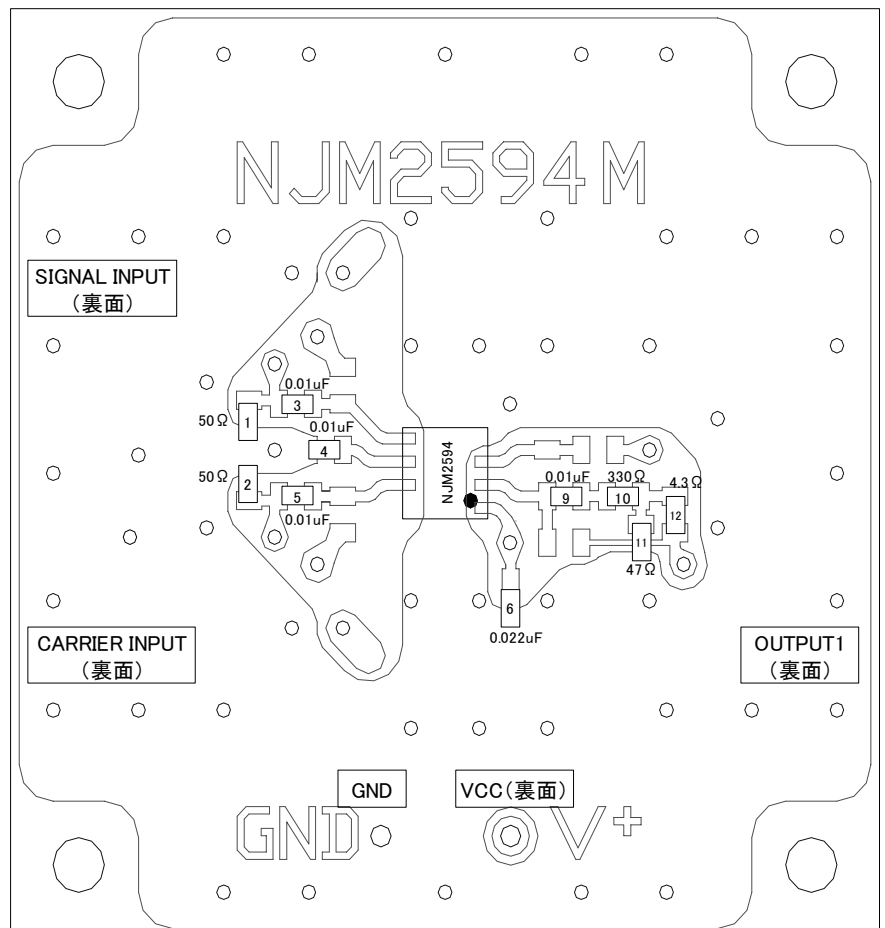 NJM2594M
SIGNAL INPUT
（裏面）
0.01uF
3
50Ω
1
0.01uF
4
50Ω
2
5
0.01uF
NJM2594
0.01uF
9
330Ω
10
4.3Ω
12
11
47Ω
6
0.022uF
CARRIER INPUT
（裏面）
OUTPUT1
（裏面）
GND
VCC（裏面）
GND
V+